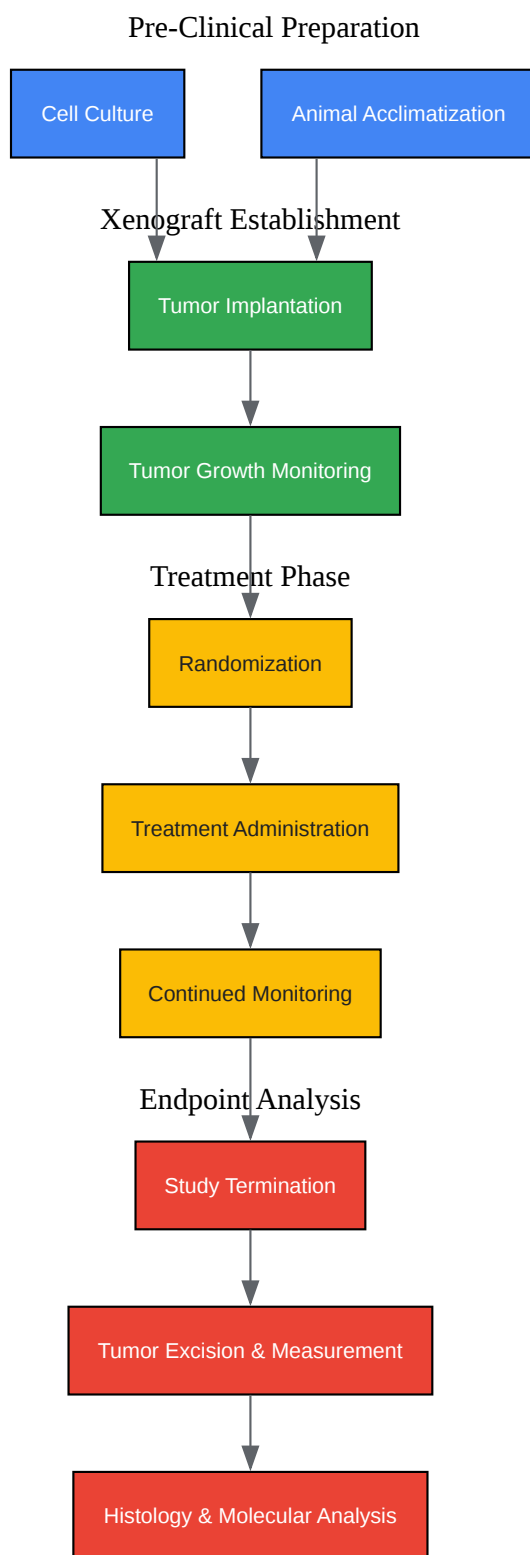 Pre-Clinical Preparation
Cell Culture
Animal Acclimatization
Xenograft Establishment
Tumor Implantation
Tumor Growth Monitoring
Treatment Phase
Randomization
Treatment Administration
Continued Monitoring
Endpoint Analysis
Study Termination
Tumor Excision & Measurement
Histology & Molecular Analysis